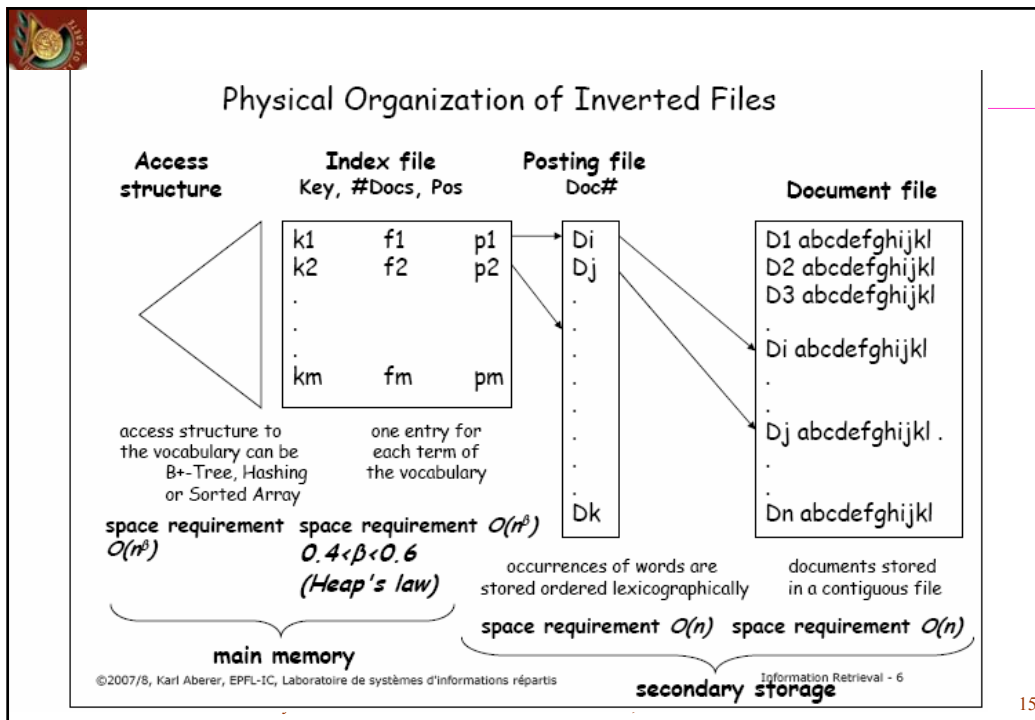 Physical Organization of Inverted Files
Access
structure
Index file
Key, #Docs, Pos
Posting file
Doc#
Document file
k1 f1 p1
k2 f2 p2
.
.
.
km fm pm
Di
Dj
.
.
.
.
.
.
.
.
Dk
D1 abcdefghijkl
D2 abcdefghijkl
D3 abcdefghijkl
.
Di abcdefghijkl
.
.
Dj abcdefghijkl .
.
.
Dn abcdefghijkl
access structure to
the vocabulary can be
B+-Tree, Hashing
or Sorted Array
one entry for
each term of
the vocabulary
space requirement
O(nᵝ)
space requirement O(nᵝ)
0.4<β<0.6
(Heap's law)
occurrences of words are
stored ordered lexicographically
documents stored
in a contiguous file
space requirement O(n)
space requirement O(n)
main memory
secondary storage
©2007/8, Karl Aberer, EPFL-IC, Laboratoire de systèmes d'informations répartis
Information Retrieval - 6
15